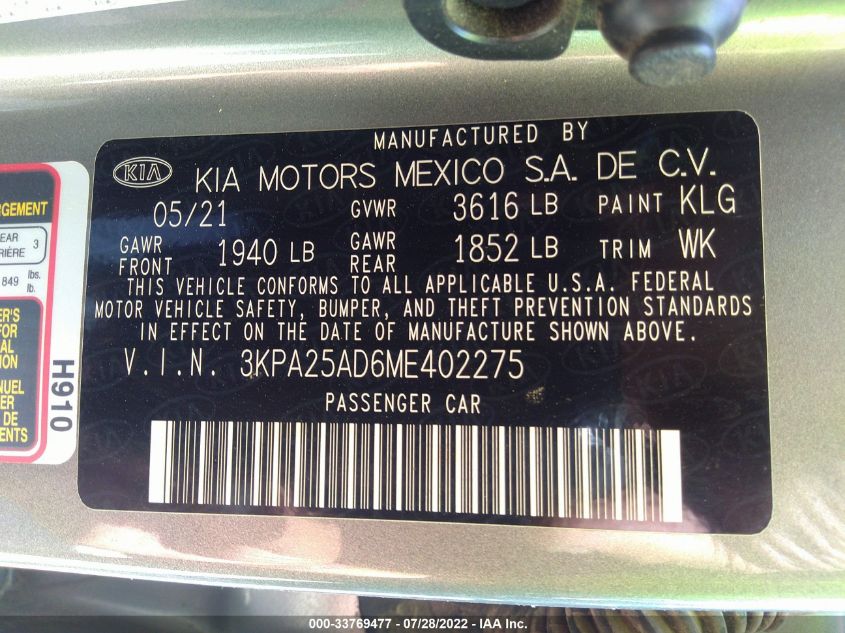 MANUFACTURED BY
KIA KIA MOTORS MEXICO S.A. DE C.V.
05/21 GVWR 3616 LB PAINT KLG
GAWR FRONT 1940 LB GAWR REAR 1852 LB TRIM WK
THIS VEHICLE CONFORMS TO ALL APPLICABLE U.S.A. FEDERAL
MOTOR VEHICLE SAFETY, BUMPER, AND THEFT PREVENTION STANDARDS
IN EFFECT ON THE DATE OF MANUFACTURE SHOWN ABOVE.
V.I.N. 3KPA25AD6ME402275
PASSENGER CAR
3
849 lbs.
lb.
H910
000-33769477 - 07/28/2022 - IAA Inc.